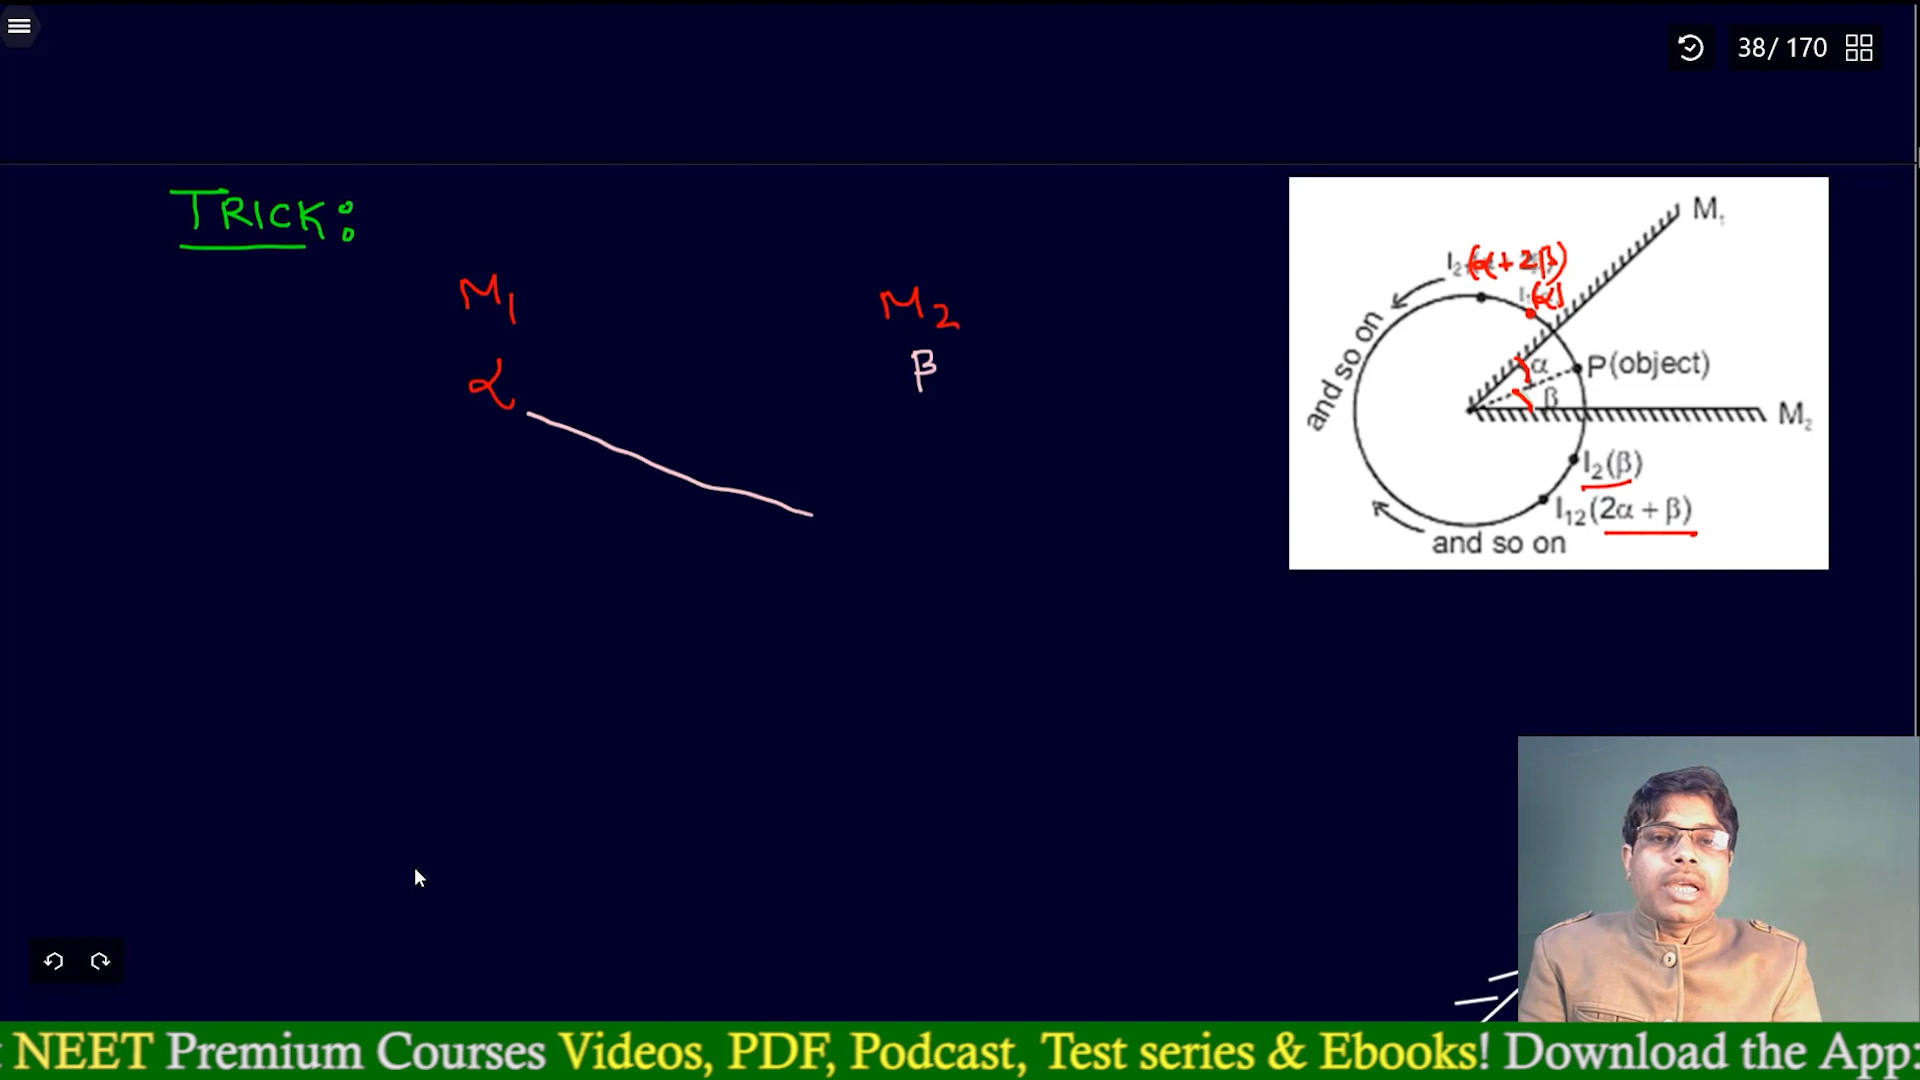 38/ 170
TRICK:
M1
M2
α
β
M1
(α+2β)
(α)
and so on
α
P(object)
β
M2
I2(β)
I12(2α + β)
and so on
NEET Premium Courses Videos, PDF, Podcast, Test series & Ebooks! Download the App: